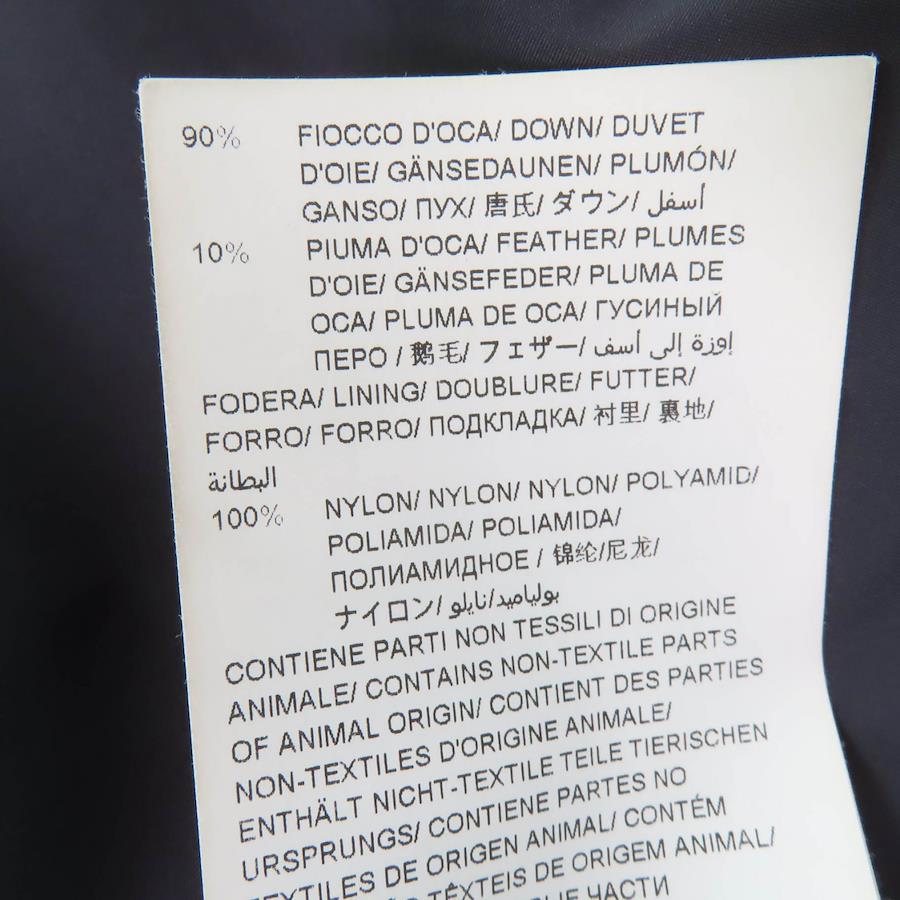 90% FIOCCO D'OCA/ DOWN/ DUVET
D'OIE/ GÄNSEDAUNEN/ PLUMÓN/
GANSO/ ПУХ/ 唐氏/ ダウン/ أسفل
10% PIUMA D'OCA/ FEATHER/ PLUMES
D'OIE/ GÄNSEFEDER/ PLUMA DE
OCA/ PLUMA DE OCA/ ГУСИНЫЙ
ПЕРО / 鹅毛/ フェザー/ إوزة إلى أسف
FODERA/ LINING/ DOUBLURE/ FUTTER/
FORRO/ FORRO/ ПОДКЛАДКА/ 衬里/ 裏地/
البطانة
100% NYLON/ NYLON/ NYLON/ POLYAMID/
POLIAMIDA/ POLIAMIDA/
ПОЛИАМИДНОЕ / 锦纶/尼龙/
ナイロン/ بولياميد/نايلو
CONTIENE PARTI NON TESSILI DI ORIGINE
ANIMALE/ CONTAINS NON-TEXTILE PARTS
OF ANIMAL ORIGIN/ CONTIENT DES PARTIES
NON-TEXTILES D'ORIGINE ANIMALE/
ENTHÄLT NICHT-TEXTILE TEILE TIERISCHEN
URSPRUNGS/ CONTIENE PARTES NO
TEXTILES DE ORIGEN ANIMAL/ CONTÉM
TÊXTEIS DE ORIGEM ANIMAL/
ЧАСТИ